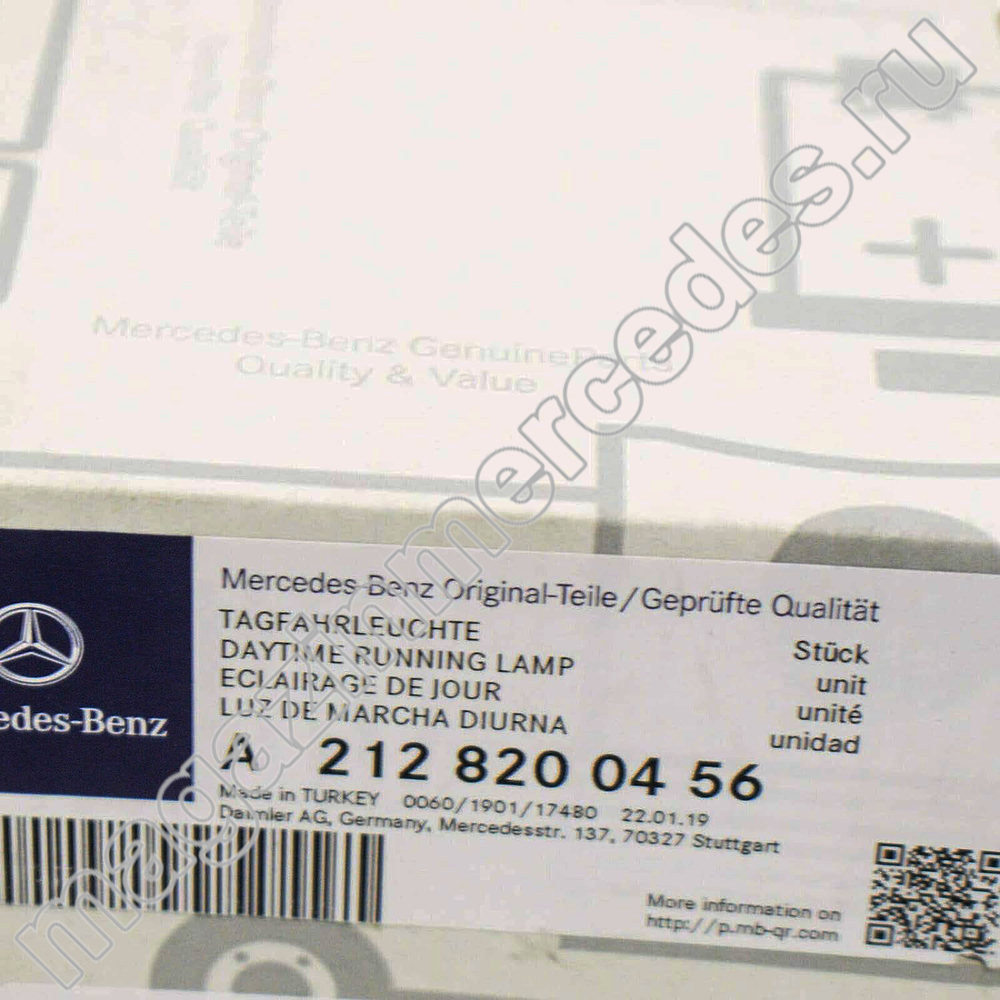 Mercedes-Benz GenuineParts
Quality & Value
Mercedes-Benz Original-Teile/Geprüfte Qualität
TAGFAHRLEUCHTE
DAYTIME RUNNING LAMP
ECLAIRAGE DE JOUR
LUZ DE MARCHA DIURNA
Stück
unit
unité
unidad
edes-Benz
A 212 820 04 56
Made in TURKEY 0060/1901/17480 22.01.19
Daimler AG, Germany, Mercedesstr. 137, 70327 Stuttgart
More information on
http://p.mb-qr.com
magazinmercedes.ru